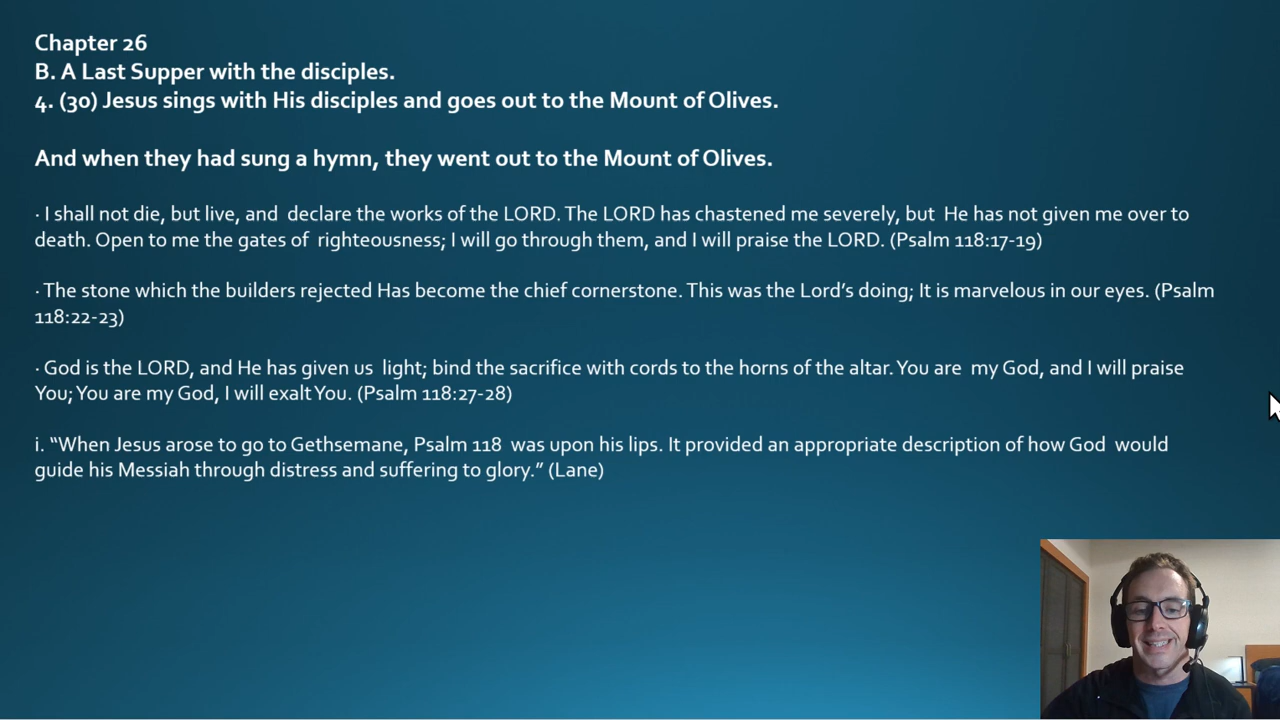 Chapter 26
B. A Last Supper with the disciples.
4. (30) Jesus sings with His disciples and goes out to the Mount of Olives.
And when they had sung a hymn, they went out to the Mount of Olives.
· I shall not die, but live, and declare the works of the LORD. The LORD has chastened me severely, but He has not given me over to
death. Open to me the gates of righteousness; I will go through them, and I will praise the LORD. (Psalm 118:17-19)
· The stone which the builders rejected Has become the chief cornerstone. This was the Lord’s doing; It is marvelous in our eyes. (Psalm
118:22-23)
· God is the LORD, and He has given us light; bind the sacrifice with cords to the horns of the altar. You are my God, and I will praise
You; You are my God, I will exalt You. (Psalm 118:27-28)
i. “When Jesus arose to go to Gethsemane, Psalm 118 was upon his lips. It provided an appropriate description of how God would
guide his Messiah through distress and suffering to glory.” (Lane)